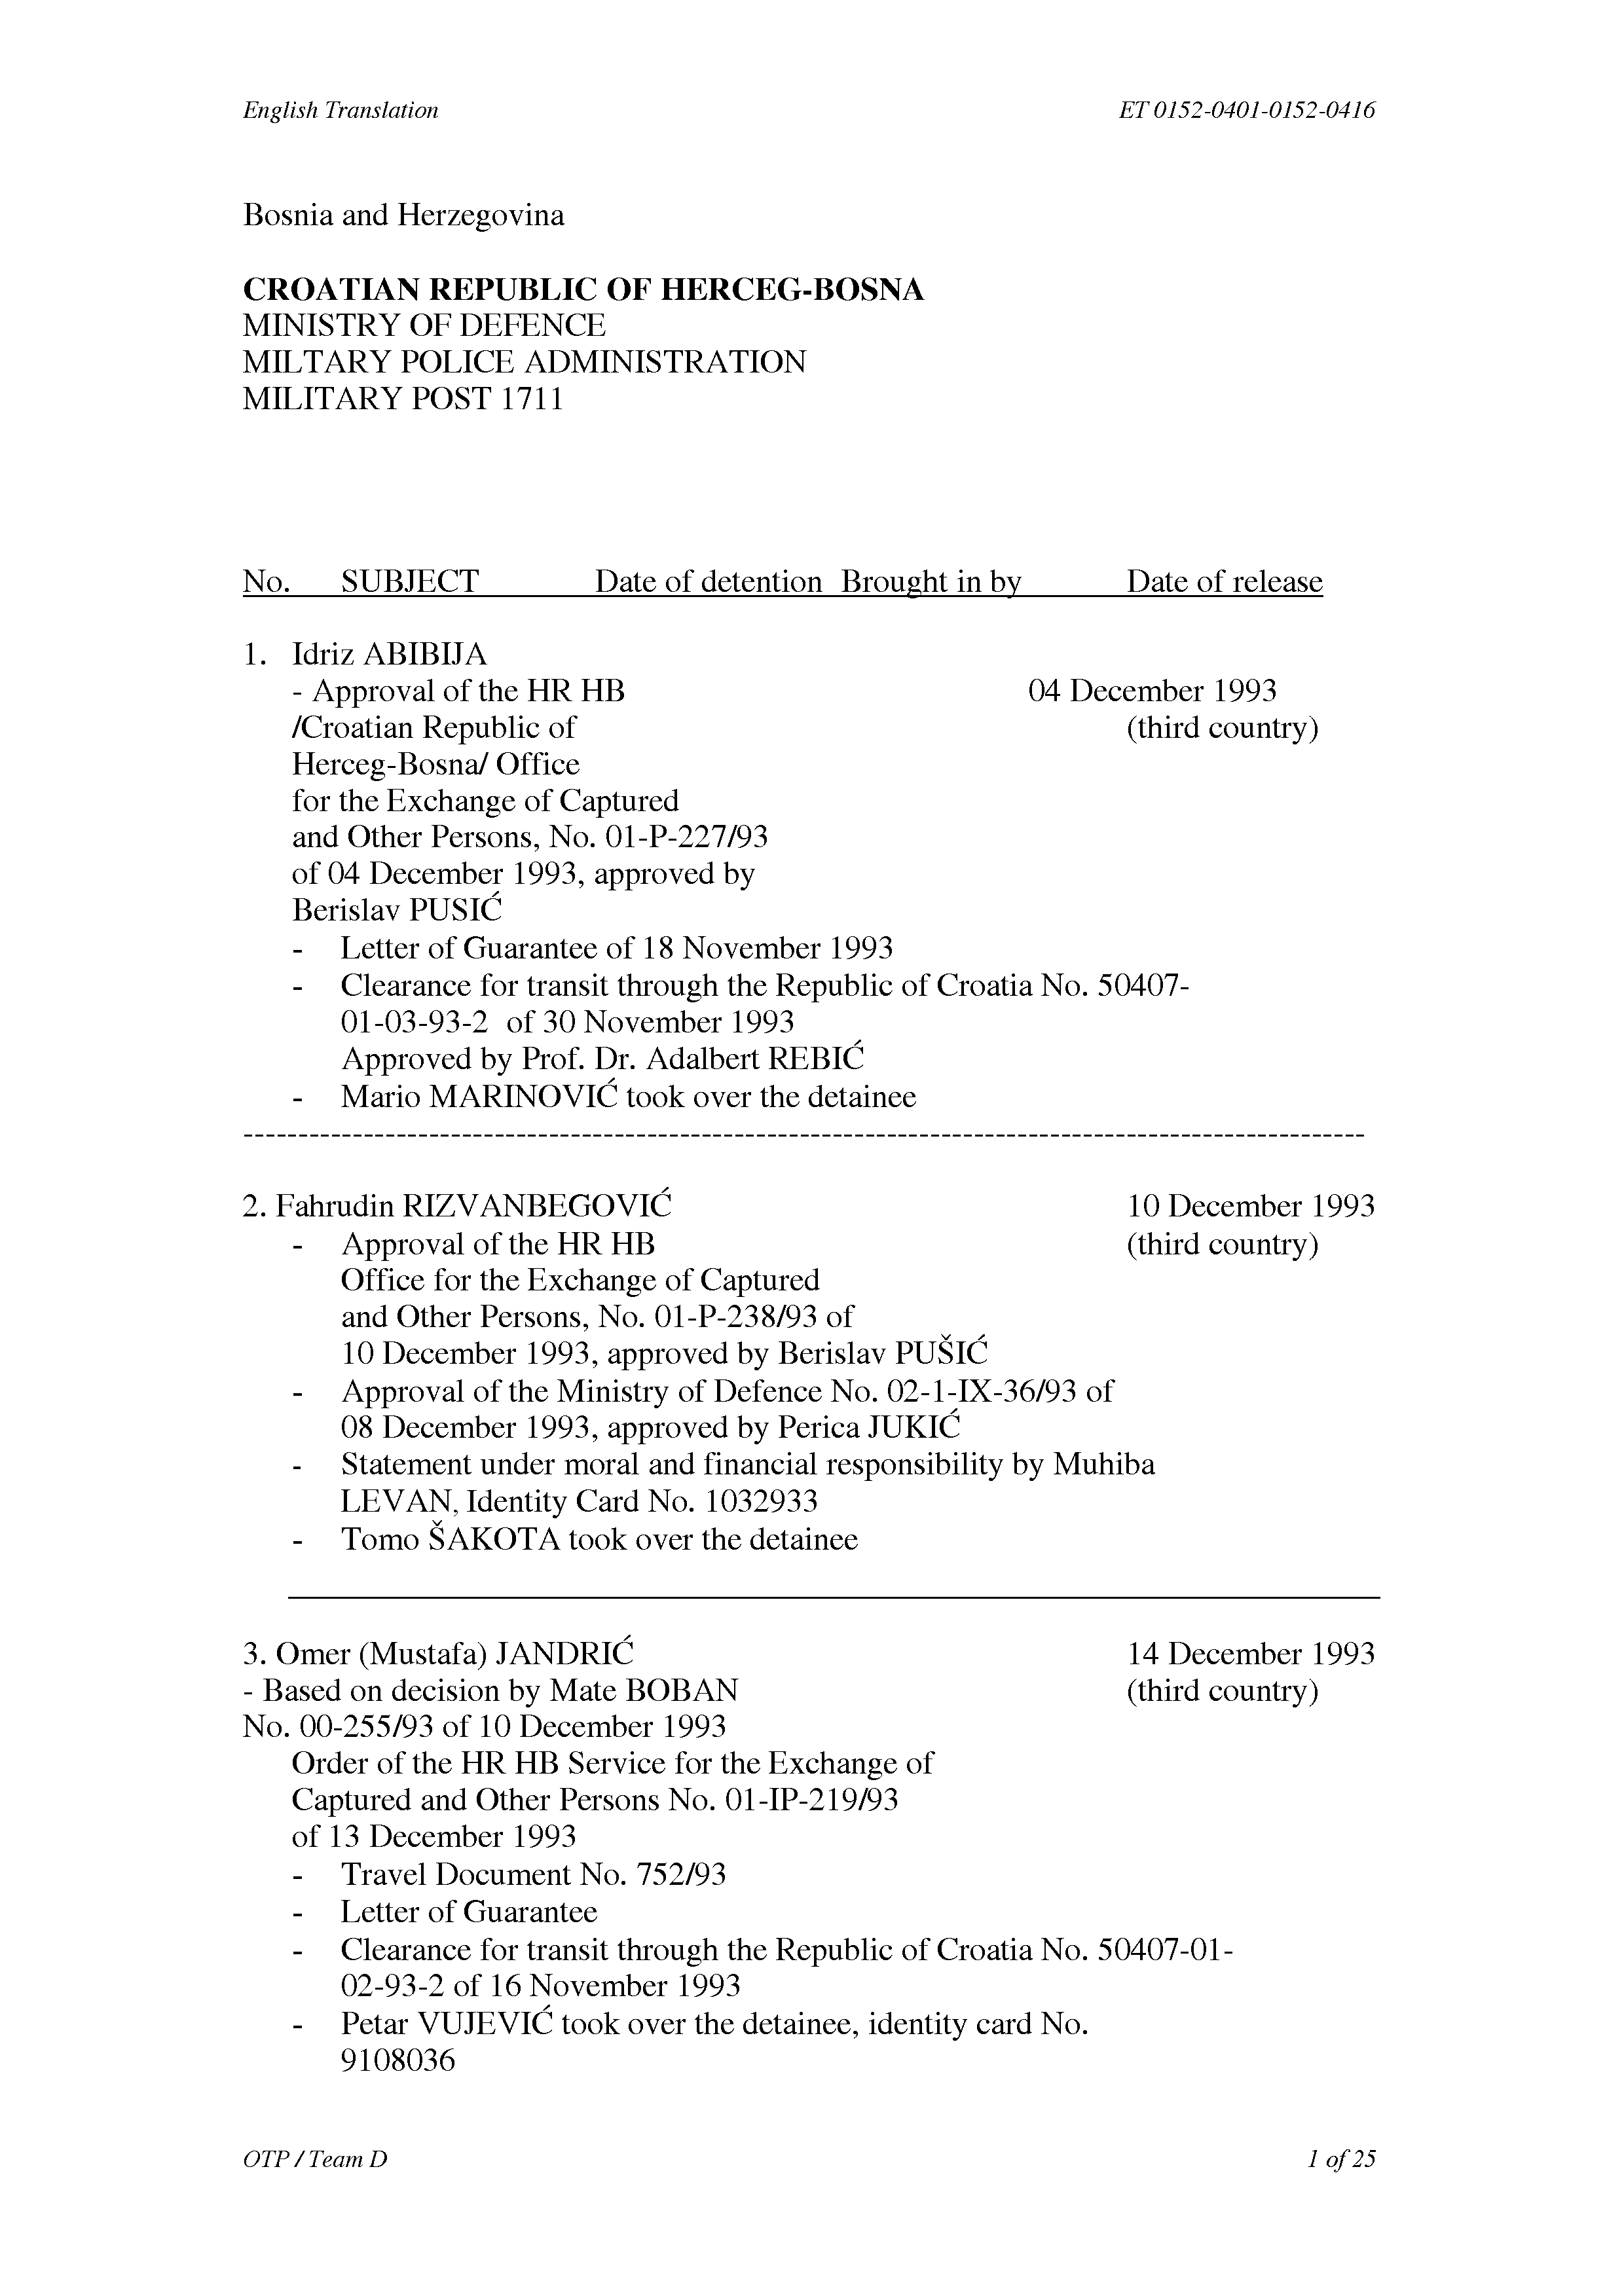 English Translation ET 0152-0401-0152-0416
Bosnia and Herzegovina
CROATIAN REPUBLIC OF HERCEG-BOSNA
MINISTRY OF DEFENCE
MILTARY POLICE ADMINISTRATION
MILITARY POST 1711
No. SUBJECT Date of detention Brought in by Date of release
1. Idriz ABIBIJA
- Approval of the HR HB 04 December 1993
/Croatian Republic of (third country)
Herceg-Bosna/ Office
for the Exchange of Captured
and Other Persons, No. 01-P-227/93
of 04 December 1993, approved by
Berislav PUSIĆ
- Letter of Guarantee of 18 November 1993
- Clearance for transit through the Republic of Croatia No. 50407-
01-03-93-2 of 30 November 1993
Approved by Prof. Dr. Adalbert REBIĆ
- Mario MARINOVIĆ took over the detainee
-------------------------------------------------------------------------------------------------------
2. Fahrudin RIZVANBEGOVIĆ 10 December 1993
- Approval of the HR HB (third country)
Office for the Exchange of Captured
and Other Persons, No. 01-P-238/93 of
10 December 1993, approved by Berislav PUŠIĆ
- Approval of the Ministry of Defence No. 02-1-IX-36/93 of
08 December 1993, approved by Perica JUKIĆ
- Statement under moral and financial responsibility by Muhiba
LEVAN, Identity Card No. 1032933
- Tomo ŠAKOTA took over the detainee
3. Omer (Mustafa) JANDRIĆ 14 December 1993
- Based on decision by Mate BOBAN (third country)
No. 00-255/93 of 10 December 1993
Order of the HR HB Service for the Exchange of
Captured and Other Persons No. 01-IP-219/93
of 13 December 1993
- Travel Document No. 752/93
- Letter of Guarantee
- Clearance for transit through the Republic of Croatia No. 50407-01-
02-93-2 of 16 November 1993
- Petar VUJEVIĆ took over the detainee, identity card No.
9108036
OTP / Team D 1 of 25